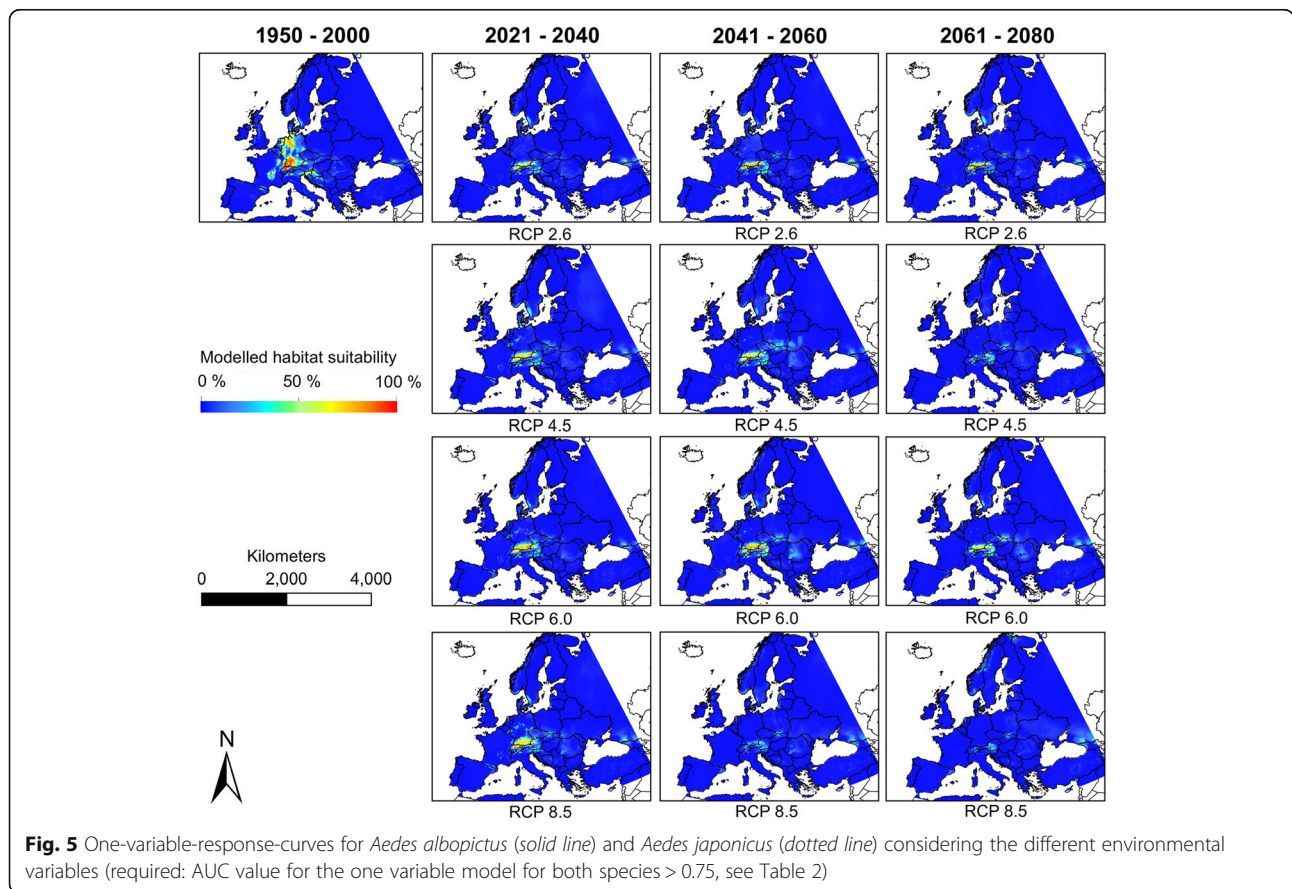 1950 - 2000
2021 - 2040
2041 - 2060
2061 - 2080
RCP 2.6
RCP 2.6
RCP 2.6
Modelled habitat suitability
0 %
50 %
100 %
RCP 4.5
RCP 4.5
RCP 4.5
Kilometers
0
2,000
4,000
RCP 6.0
RCP 6.0
RCP 6.0
N
RCP 8.5
RCP 8.5
RCP 8.5
Fig. 5 One-variable-response-curves for Aedes albopictus (solid line) and Aedes japonicus (dotted line) considering the different environmental
variables (required: AUC value for the one variable model for both species > 0.75, see Table 2)